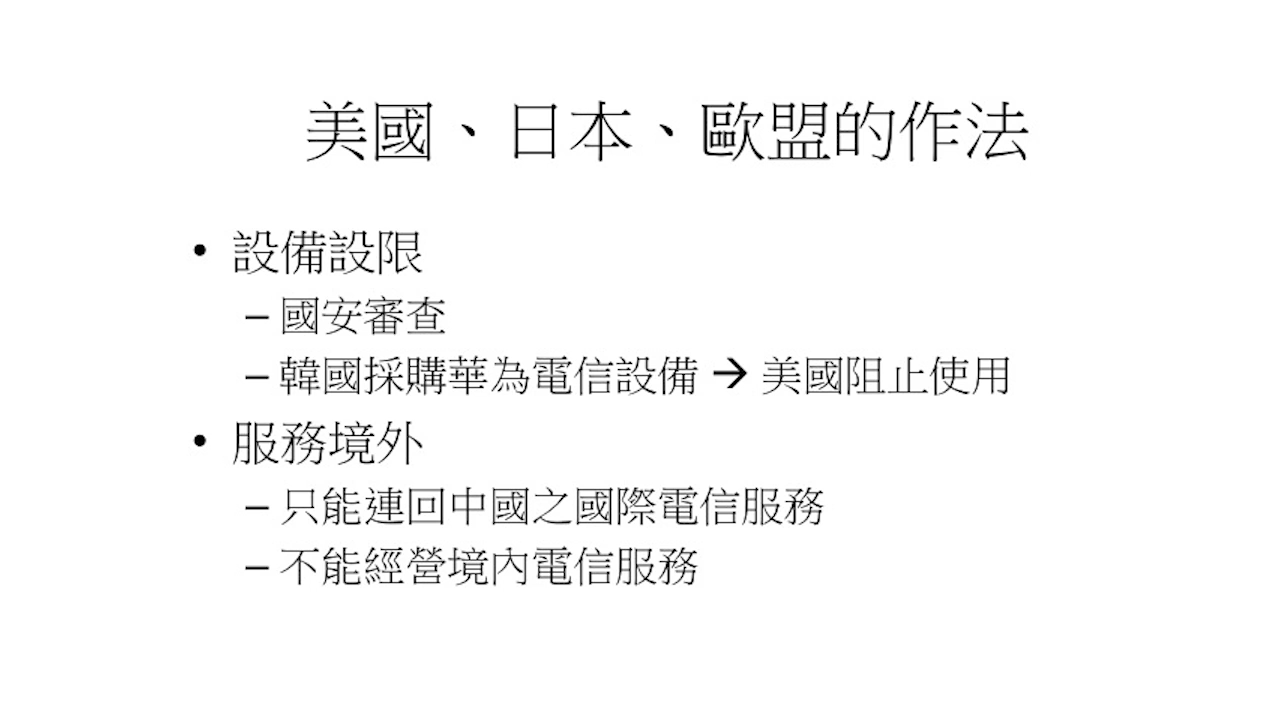 美國、日本、歐盟的作法
• 設備設限
– 國安審查
– 韓國採購華為電信設備 → 美國阻止使用
• 服務境外
– 只能連回中國之國際電信服務
– 不能經營境內電信服務